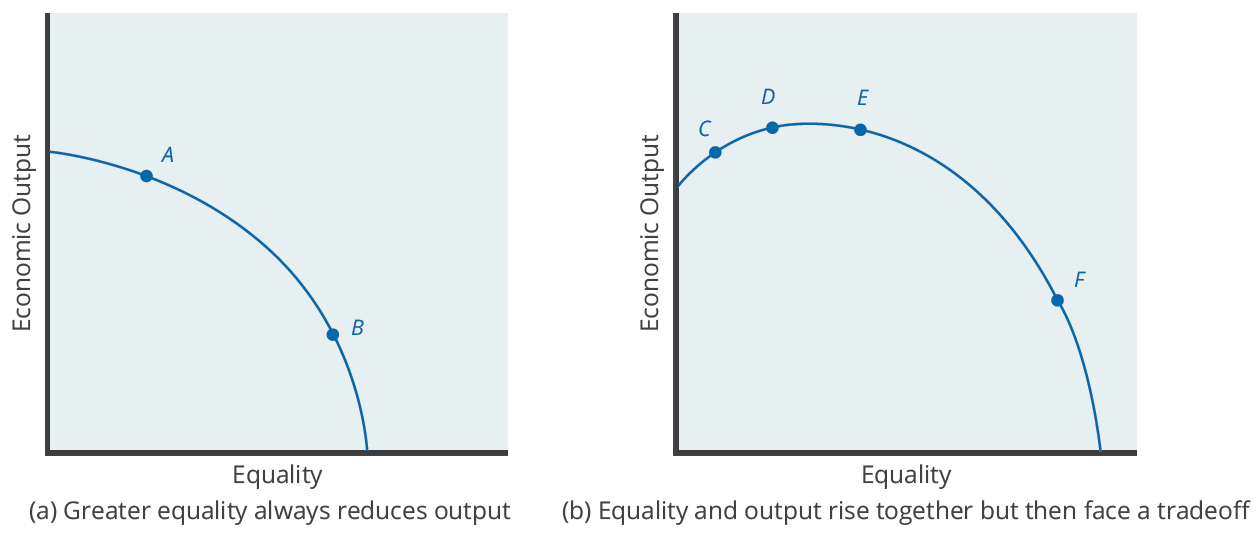 Economic Output
A
B
Equality
(a) Greater equality always reduces output
Economic Output
C
D
E
F
Equality
(b) Equality and output rise together but then face a tradeoff